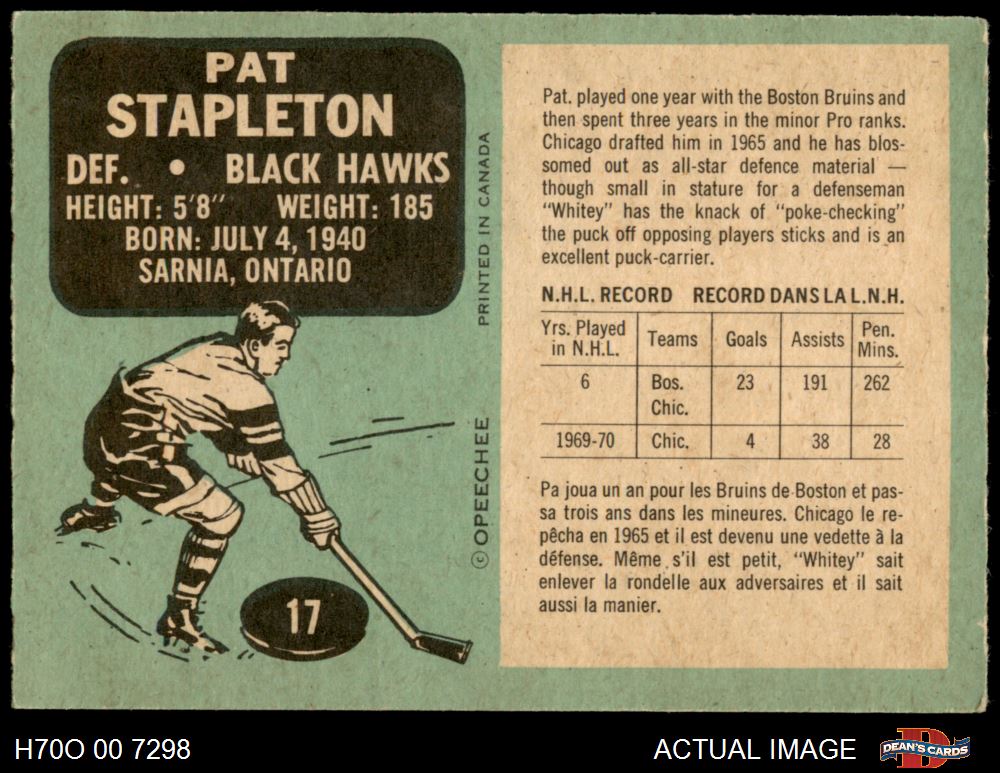 PAT
STAPLETON
DEF. • BLACK HAWKS
HEIGHT: 5'8" WEIGHT: 185
BORN: JULY 4, 1940
SARNIA, ONTARIO
PRINTED IN CANADA
© OPEECHEE
17
Pat. played one year with the Boston Bruins and
then spent three years in the minor Pro ranks.
Chicago drafted him in 1965 and he has blos-
somed out as all-star defence material —
though small in stature for a defenseman
"Whitey" has the knack of "poke-checking"
the puck off opposing players sticks and is an
excellent puck-carrier.
N.H.L. RECORD RECORD DANS LA L.N.H.
Yrs. Played in N.H.L. Teams Goals Assists Pen. Mins.
6 Bos. Chic. 23 191 262
1969-70 Chic. 4 38 28
Pa joua un an pour les Bruins de Boston et pas-
sa trois ans dans les mineures. Chicago le re-
pêcha en 1965 et il est devenu une vedette à la
défense. Même s'il est petit, "Whitey" sait
enlever la rondelle aux adversaires et il sait
aussi la manier.
H70O 00 7298
ACTUAL IMAGE
DEAN'S CARDS